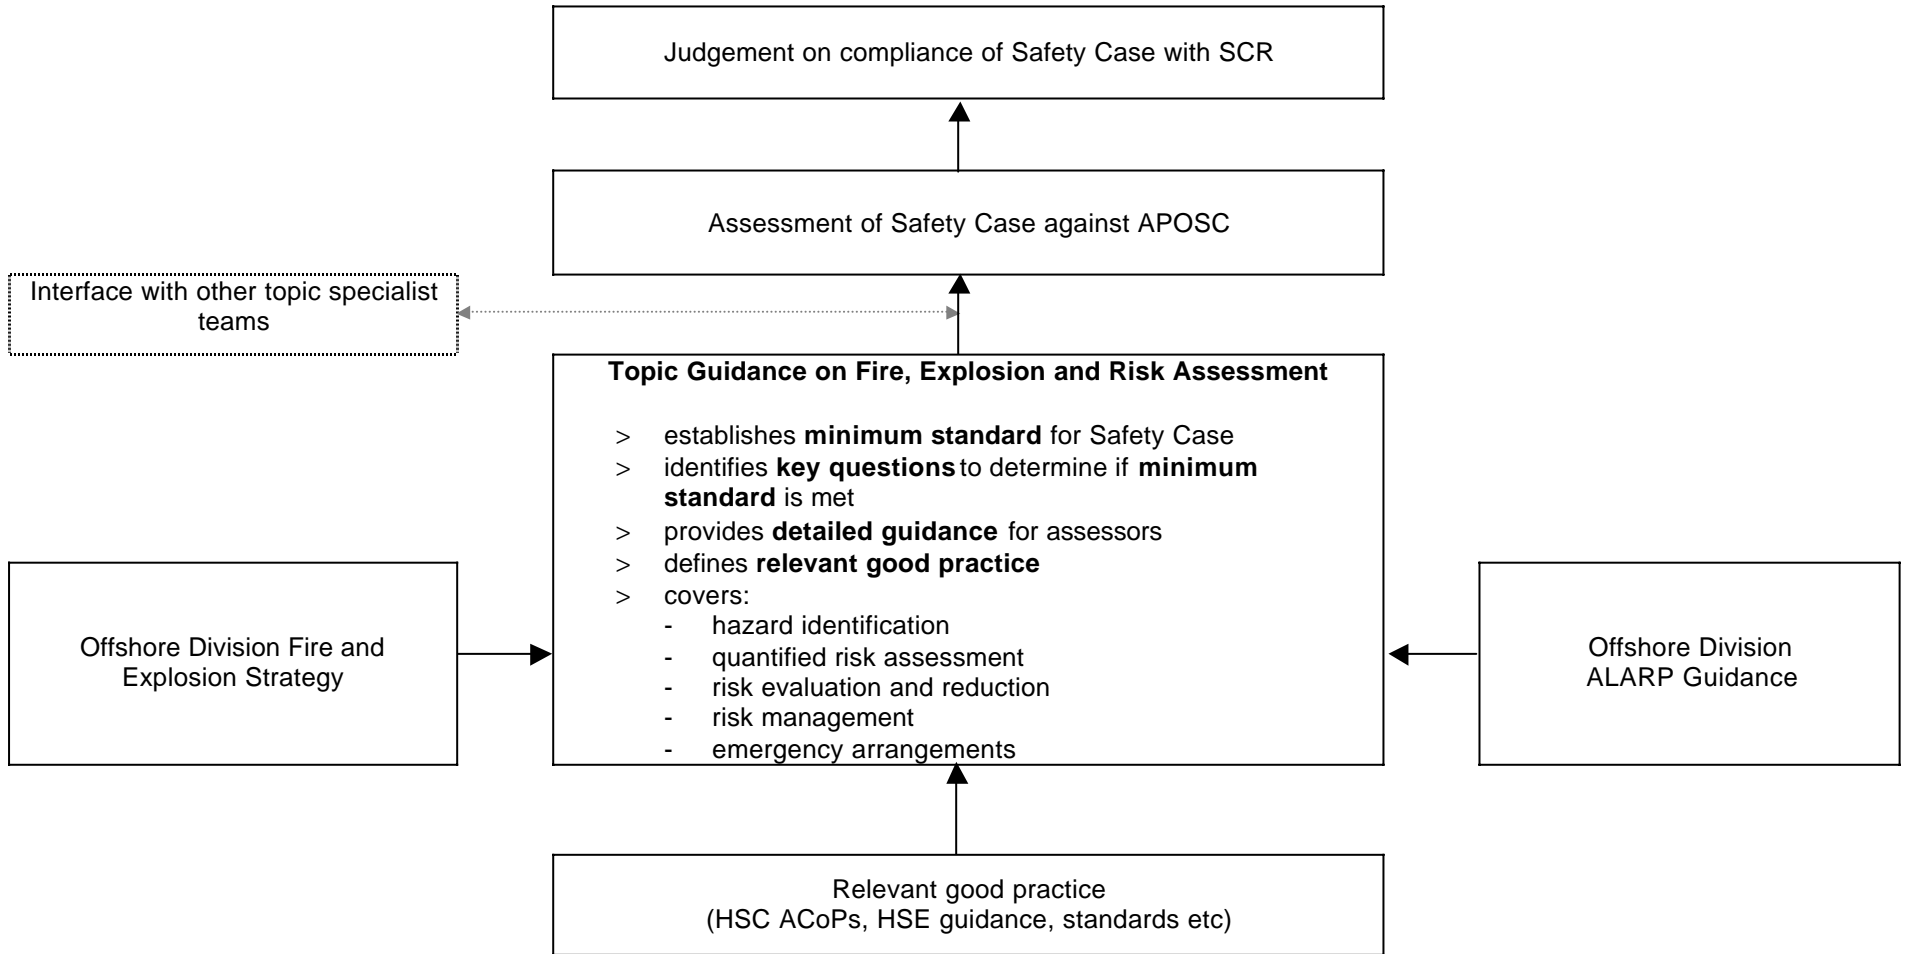 Judgement on compliance of Safety Case with SCR
Assessment of Safety Case against APOSC
Interface with other topic specialist
teams
Topic Guidance on Fire, Explosion and Risk Assessment
> establishes minimum standard for Safety Case
> identifies key questions to determine if minimum
standard is met
> provides detailed guidance for assessors
> defines relevant good practice
> covers:
- hazard identification
- quantified risk assessment
- risk evaluation and reduction
- risk management
- emergency arrangements
Offshore Division Fire and
Explosion Strategy
Offshore Division
ALARP Guidance
Relevant good practice
(HSC ACoPs, HSE guidance, standards etc)